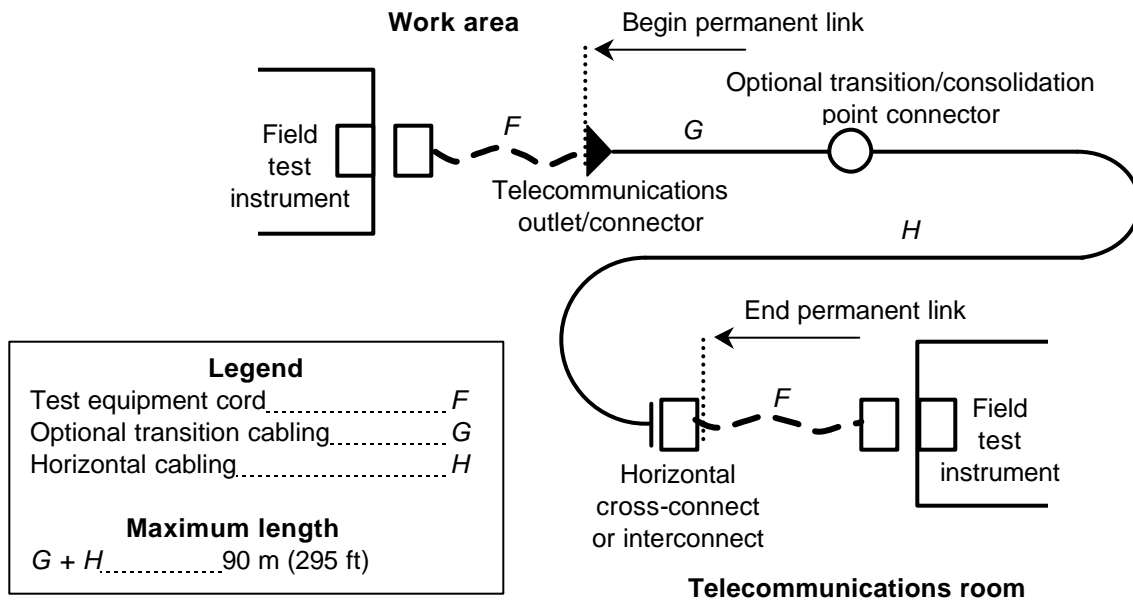 Work area
Begin permanent link
Optional transition/consolidation
point connector
Field
test
instrument
F
G
Telecommunications
outlet/connector
H
End permanent link
Legend
Test equipment cord F
Optional transition cabling G
Horizontal cabling H
Maximum length
G + H 90 m (295 ft)
F
Field
test
instrument
Horizontal
cross-connect
or interconnect
Telecommunications room